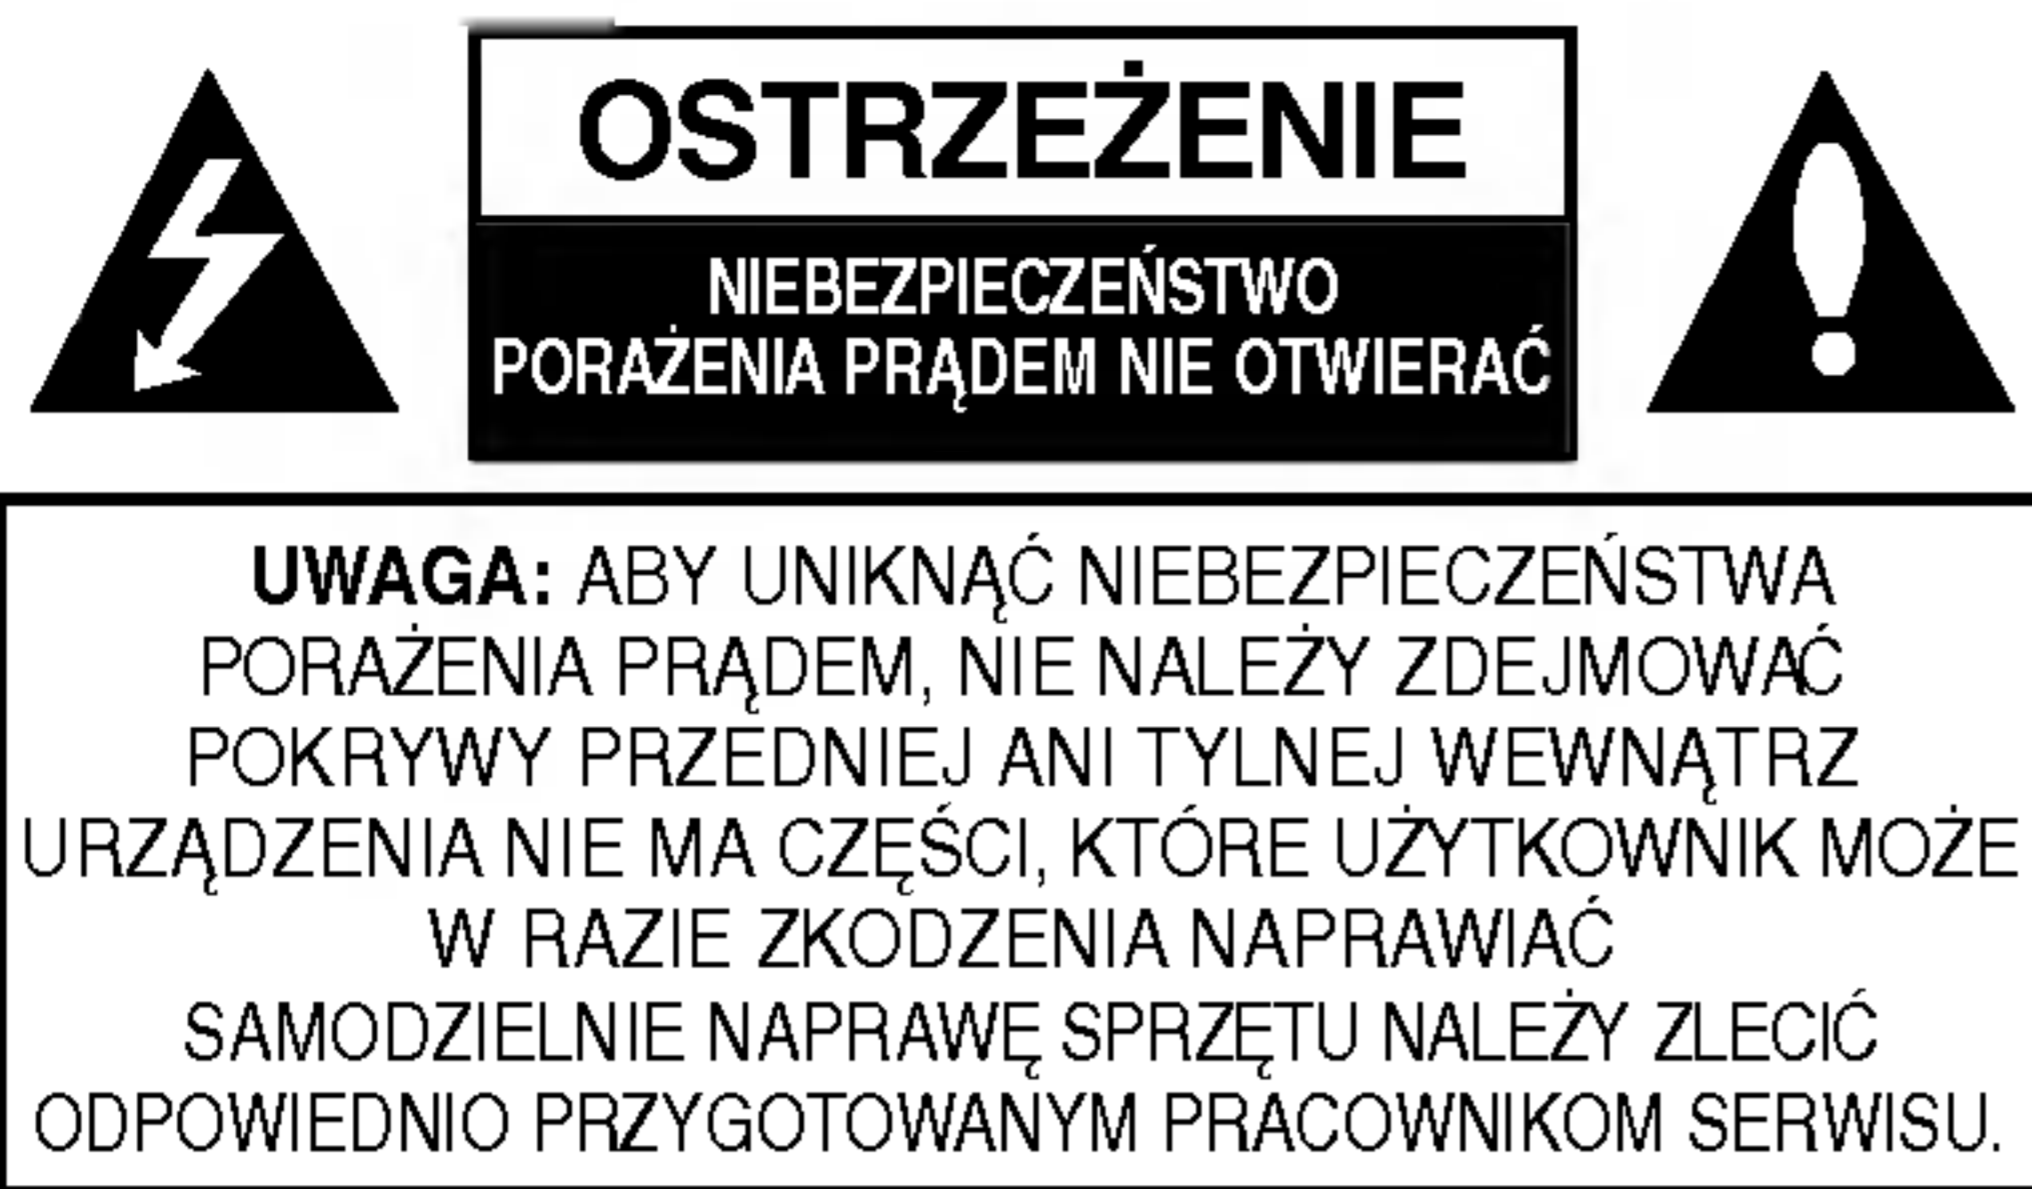 OSTRZEŻENIE
NIEBEZPIECZEŃSTWO
PORAŻENIA PRĄDEM NIE OTWIERAĆ
UWAGA: ABY UNIKNĄĆ NIEBEZPIECZEŃSTWA
PORAŻENIA PRĄDEM, NIE NALEŻY ZDEJMOWAĆ
POKRYWY PRZEDNIEJ ANI TYLNEJ WEWNĄTRZ
URZĄDZENIA NIE MA CZĘŚCI, KTÓRE UŻYTKOWNIK MOŻE
W RAZIE ZKODZENIA NAPRAWIAĆ
SAMODZIELNIE NAPRAWĘ SPRZĘTU NALEŻY ZLECIĆ
ODPOWIEDNIO PRZYGOTOWANYM PRACOWNIKOM SERWISU.